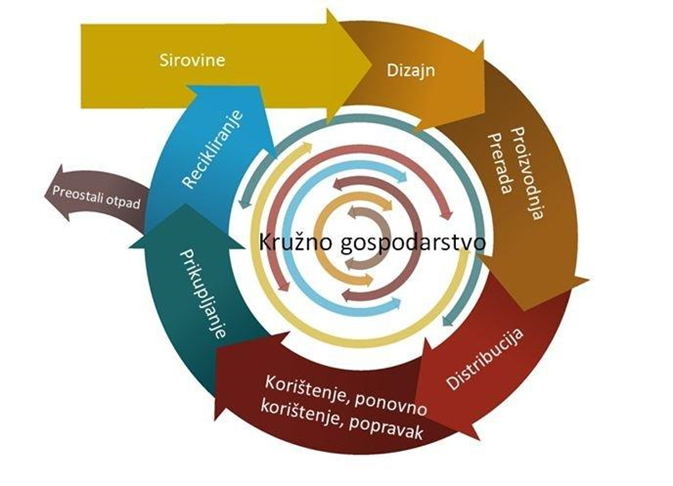 Sirovine
Dizajn
Proizvodnja
Prerada
Distribucija
Korištenje, ponovno
korištenje, popravak
Prikupljanje
Recikliranje
Preostali otpad
Kružno gospodarstvo